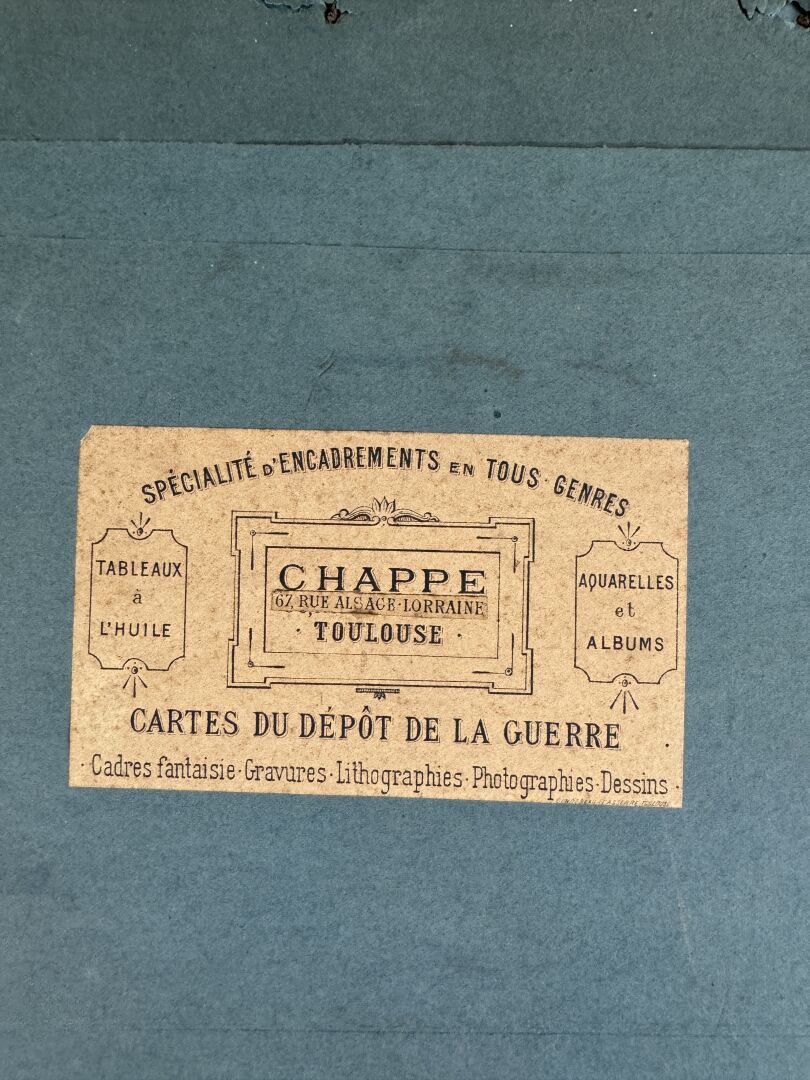 SPÉCIALITÉ D'ENCADREMENTS EN TOUS GENRES
TABLEAUX
à
L'HUILE
CHAPPE
67, RUE ALSACE-LORRAINE
· TOULOUSE ·
AQUARELLES
et
ALBUMS
CARTES DU DÉPÔT DE LA GUERRE
· Cadres fantaisie · Gravures · Lithographies · Photographies · Dessins ·